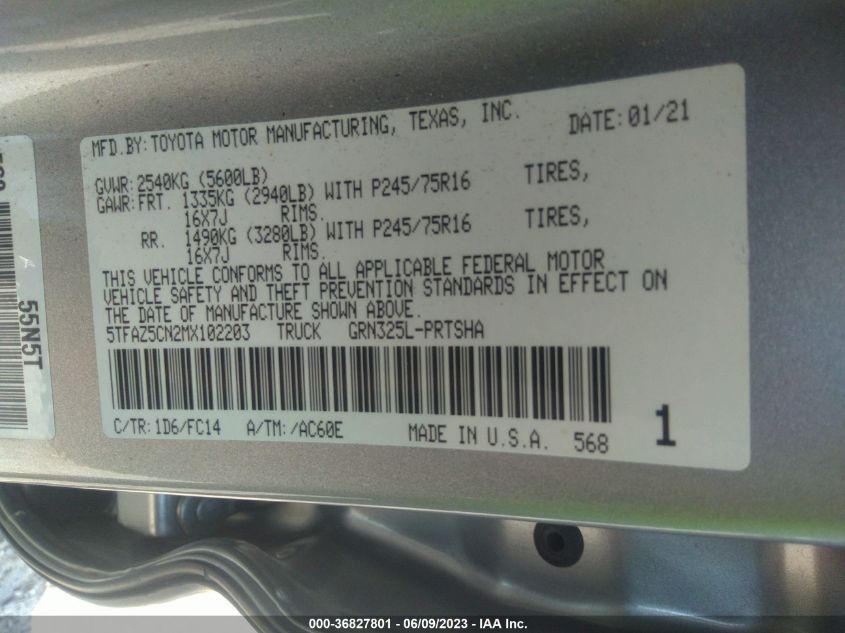 MFD.BY: TOYOTA MOTOR MANUFACTURING, TEXAS, INC. DATE: 01/21
GVWR: 2540KG (5600LB)
GAWR: FRT. 1335KG (2940LB) WITH P245/75R16 TIRES,
16X7J RIMS.
RR. 1490KG (3280LB) WITH P245/75R16 TIRES,
16X7J RIMS.
THIS VEHICLE CONFORMS TO ALL APPLICABLE FEDERAL MOTOR
VEHICLE SAFETY AND THEFT PREVENTION STANDARDS IN EFFECT ON
THE DATE OF MANUFACTURE SHOWN ABOVE.
5TFAZ5CN2MX102203 TRUCK GRN325L-PRTSHA
C/TR: 1D6/FC14 A/TM: /AC60E MADE IN U.S.A. 568 1
55N5T
000-36827801 - 06/09/2023 - IAA Inc.